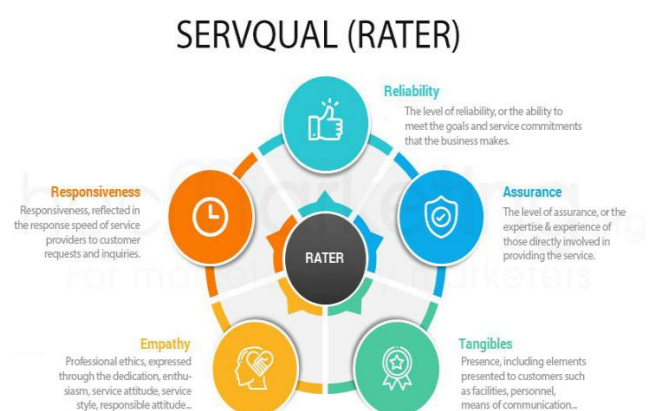 SERVQUAL (RATER)
Reliability
The level of reliability, or the ability to
meet the goals and service commitments
that the business makes.
Assurance
The level of assurance, or the
expertise & experience of
those directly involved in
providing the service.
Tangibles
Presence, including elements
presented to customers such
as facilities, personnel,
means of communication...
Empathy
Professional ethics, expressed
through the dedication, enthu-
siasm, service attitude, service
style, responsible attitude...
Responsiveness
Responsiveness, reflected in
the response speed of service
providers to customer
requests and inquiries.
RATER